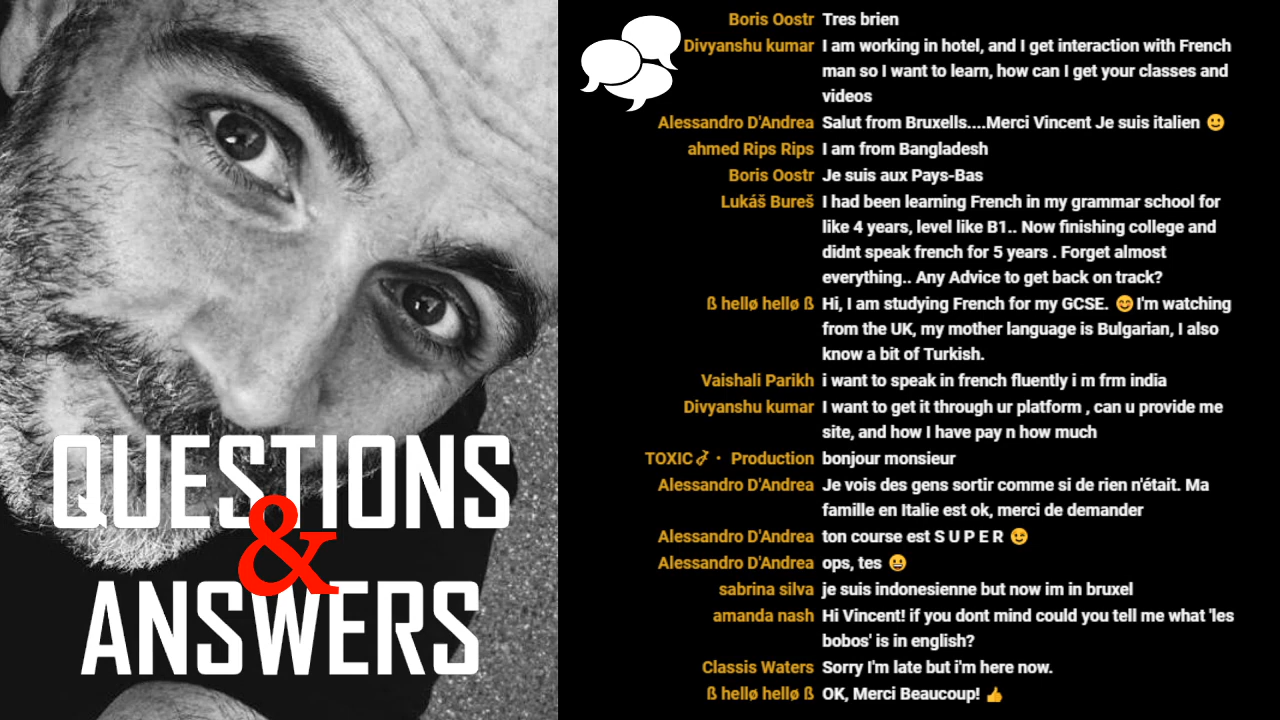 QUESTIONS
&
ANSWERS
Boris Oostr Tres brien
Divyanshu kumar I am working in hotel, and I get interaction with French
man so I want to learn, how can I get your classes and
videos
Alessandro D'Andrea Salut from Bruxells....Merci Vincent Je suis italien 🙂
ahmed Rips Rips I am from Bangladesh
Boris Oostr Je suis aux Pays-Bas
Lukáš Bureš I had been learning French in my grammar school for
like 4 years, level like B1.. Now finishing college and
didnt speak french for 5 years . Forget almost
everything.. Any Advice to get back on track?
ß hellø hellø ß Hi, I am studying French for my GCSE. 😊I'm watching
from the UK, my mother language is Bulgarian, I also
know a bit of Turkish.
Vaishali Parikh i want to speak in french fluently i m frm india
Divyanshu kumar I want to get it through ur platform , can u provide me
site, and how I have pay n how much
TOXIC ・ Production bonjour monsieur
Alessandro D'Andrea Je vois des gens sortir comme si de rien n'était. Ma
famille en Italie est ok, merci de demander
Alessandro D'Andrea ton course est S U P E R 😉
Alessandro D'Andrea ops, tes 😀
sabrina silva je suis indonesienne but now im in bruxel
amanda nash Hi Vincent! if you dont mind could you tell me what 'les
bobos' is in english?
Classis Waters Sorry I'm late but i'm here now.
ß hellø hellø ß OK, Merci Beaucoup! 👍